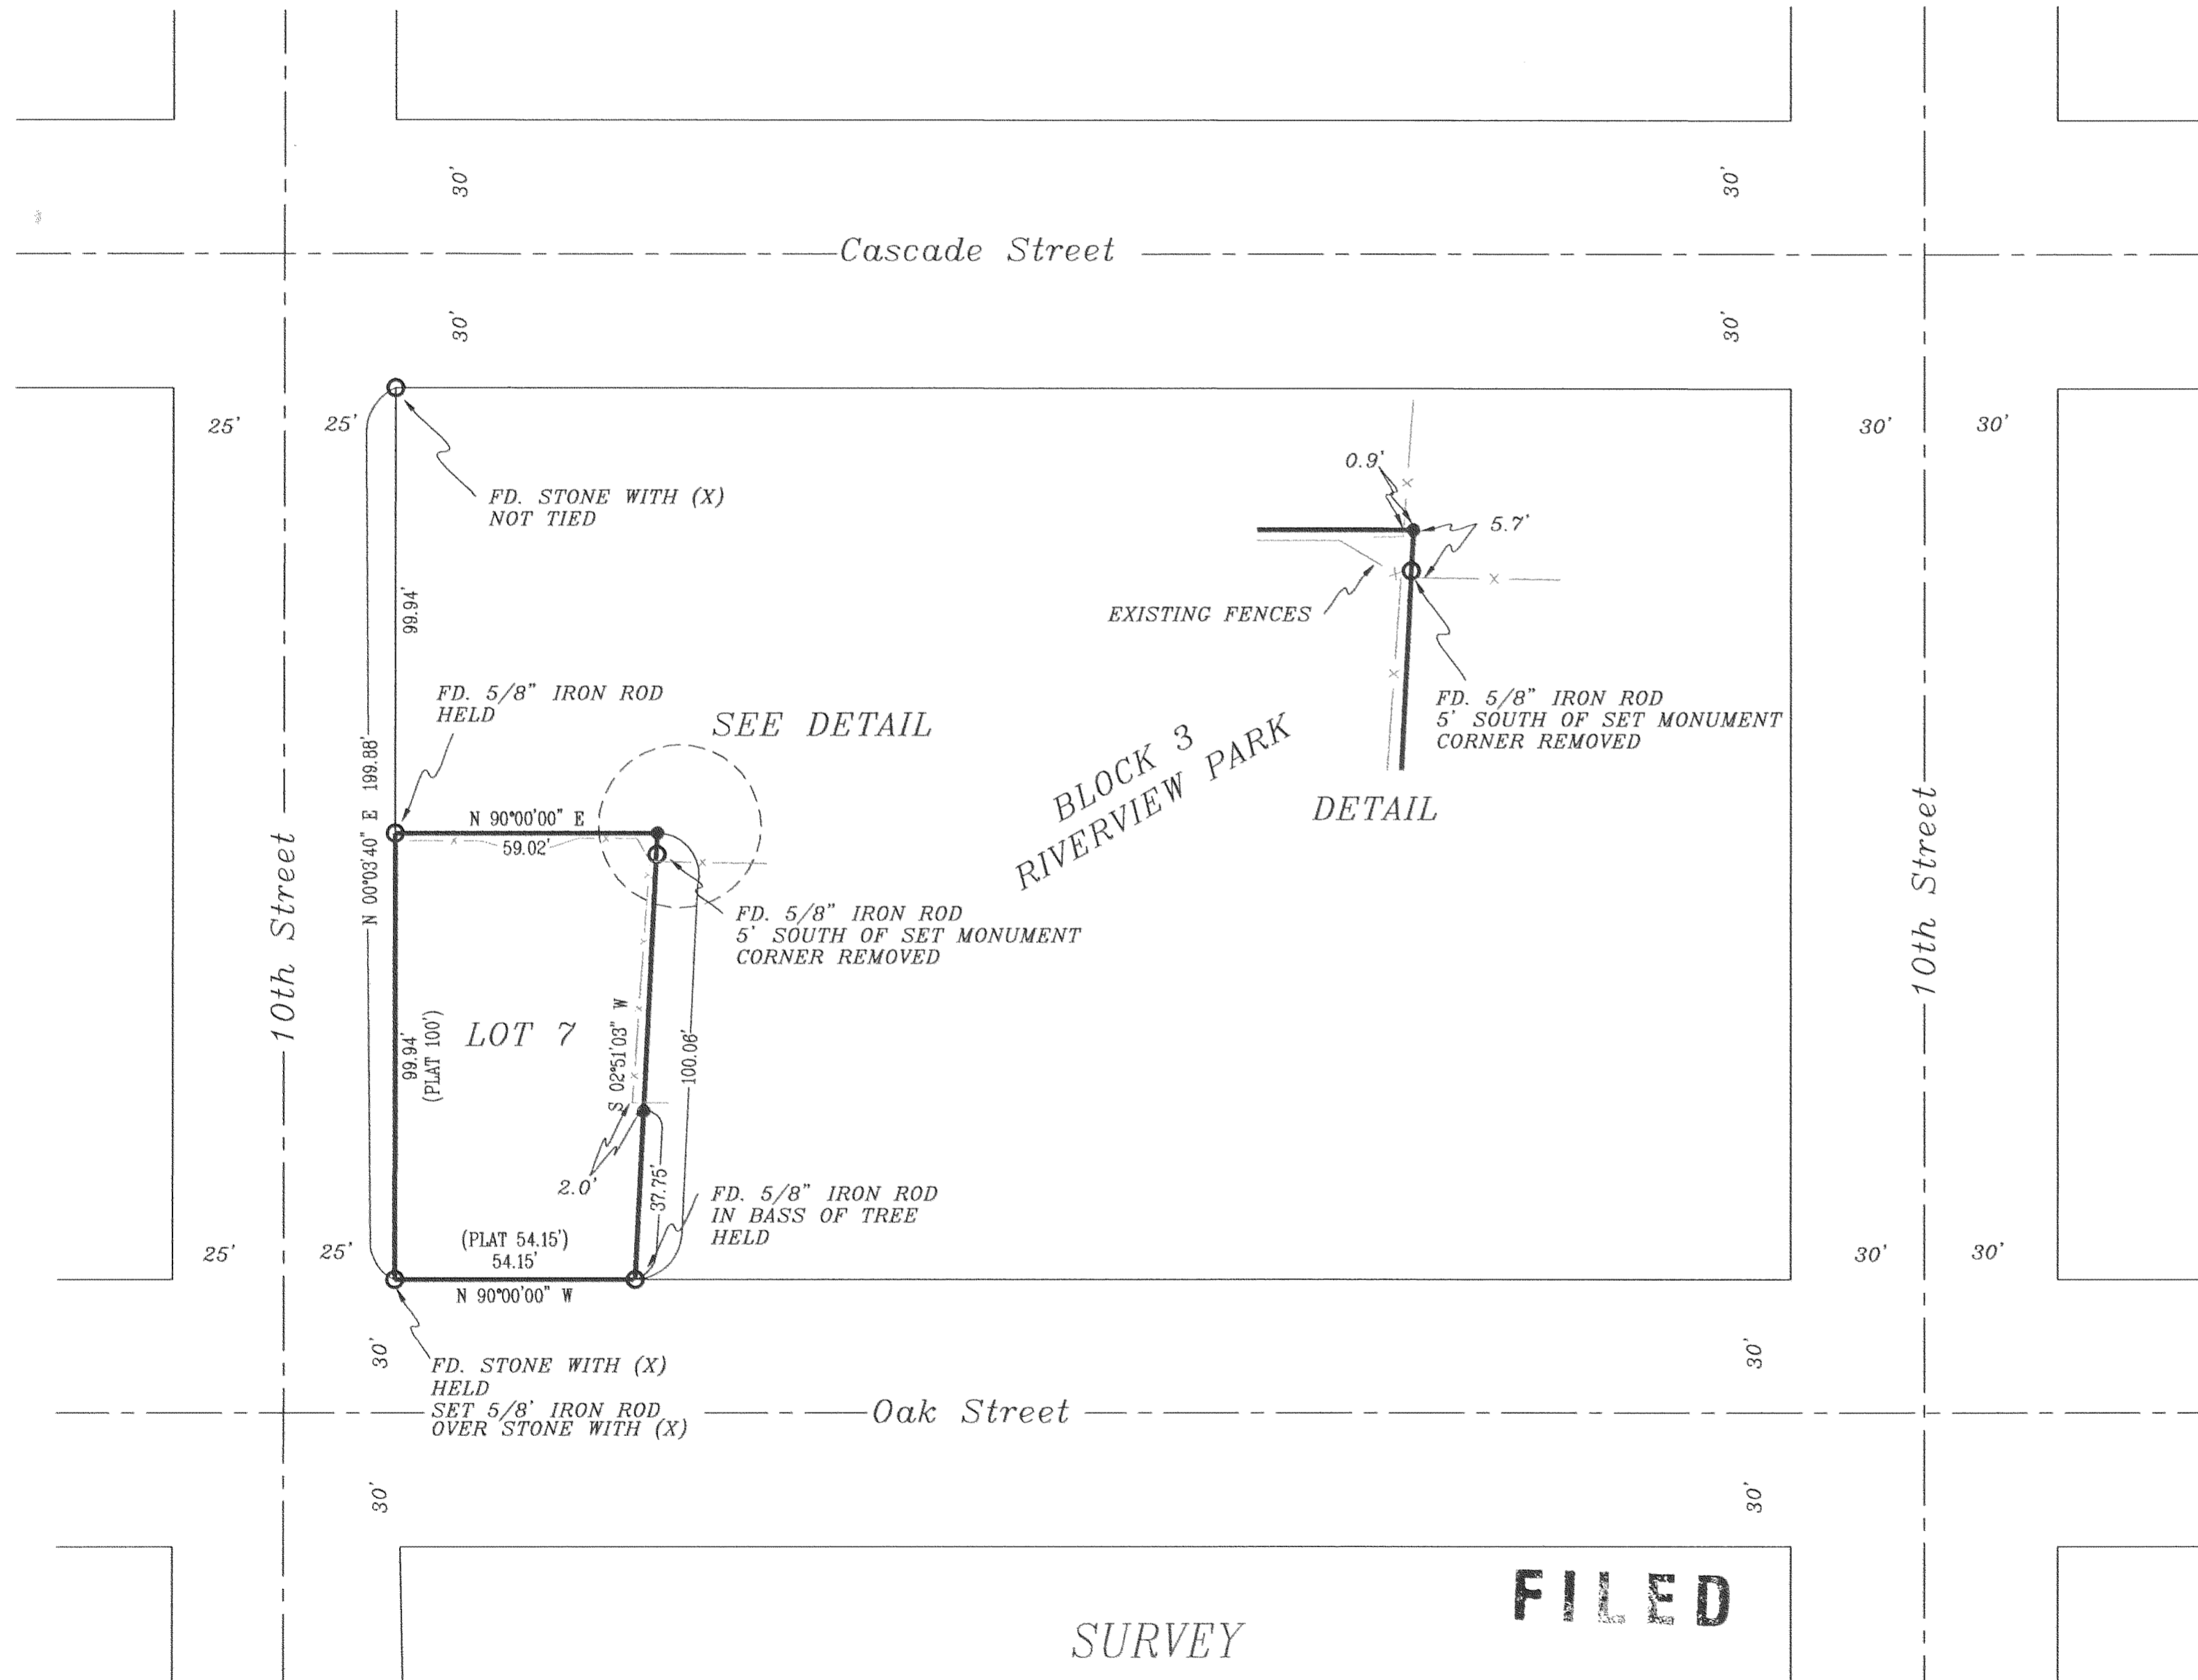 30'
30'
Cascade Street
30'
30'
25'
25'
30'
30'
FD. STONE WITH (X)
NOT TIED
0.9'
5.7'
EXISTING FENCES
99.94'
FD. 5/8" IRON ROD
HELD
SEE DETAIL
FD. 5/8" IRON ROD
5' SOUTH OF SET MONUMENT
CORNER REMOVED
DETAIL
BLOCK 3
RIVERVIEW PARK
N 00°03'40" E 199.88'
N 90°00'00" E
59.02'
10th Street
10th Street
FD. 5/8" IRON ROD
5' SOUTH OF SET MONUMENT
CORNER REMOVED
LOT 7
99.94'
(PLAT 100')
S 02°51'03" W
100.06'
2.0'
37.75'
FD. 5/8" IRON ROD
IN BASS OF TREE
HELD
25'
25'
(PLAT 54.15')
54.15'
N 90°00'00" W
30'
30'
30'
30'
FD. STONE WITH (X)
HELD
SET 5/8' IRON ROD
OVER STONE WITH (X)
Oak Street
30'
30'
FILED
SURVEY